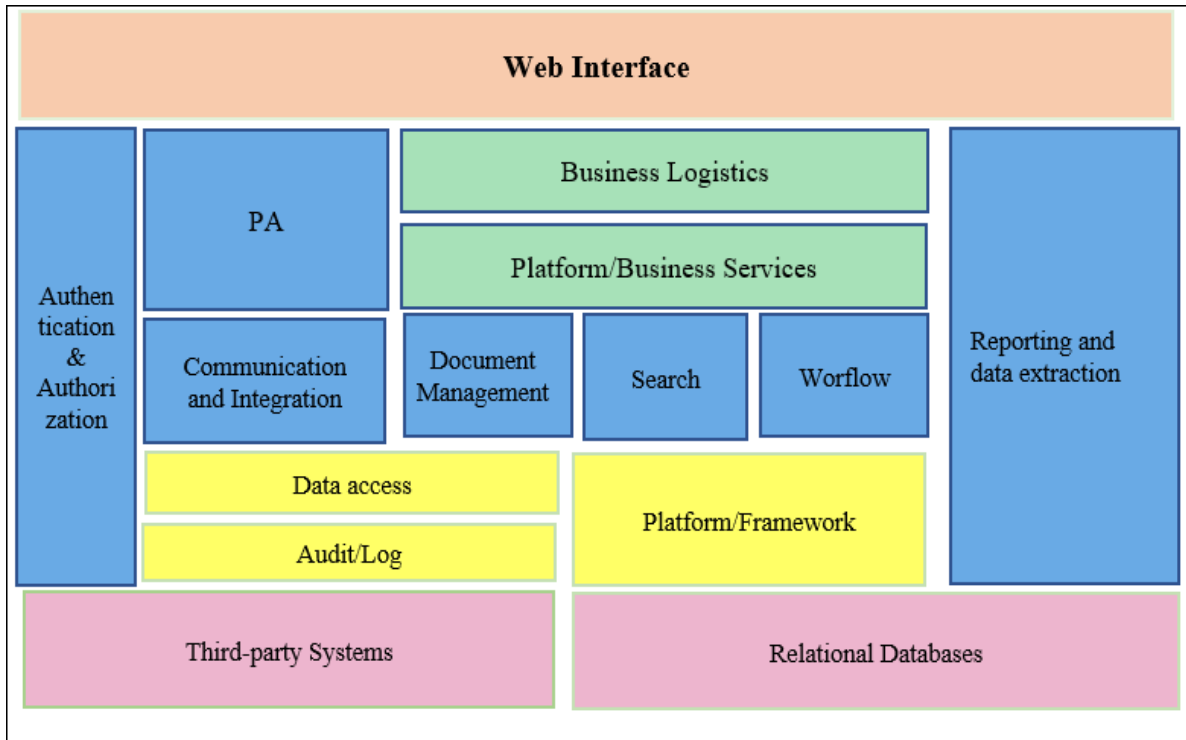 Web Interface
Business Logistics
PA
Platform/Business Services
Authen
tication
&
Authori
zation
Communication
and Integration
Document
Management
Search
Worflow
Reporting and
data extraction
Data access
Platform/Framework
Audit/Log
Third-party Systems
Relational Databases